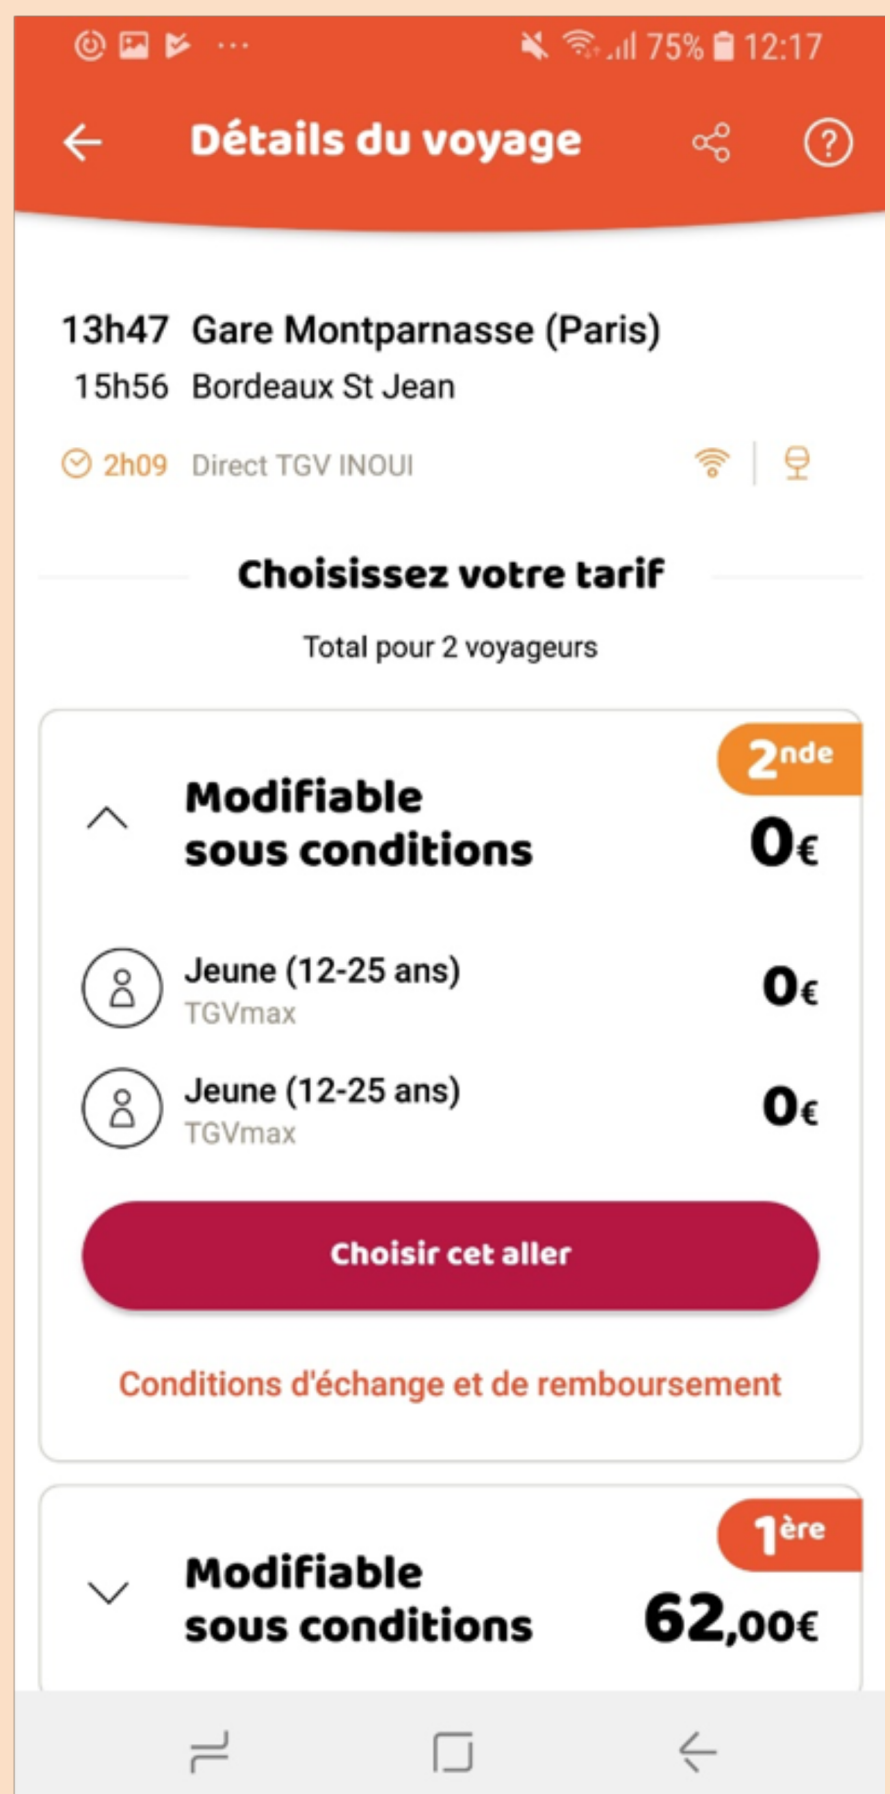 75% 12:17
Détails du voyage
13h47 Gare Montparnasse (Paris)
15h56 Bordeaux St Jean
2h09 Direct TGV INOUI
Choisissez votre tarif
Total pour 2 voyageurs
2nde
Modifiable
sous conditions 0€
Jeune (12-25 ans) 0€
TGVmax
Jeune (12-25 ans) 0€
TGVmax
Choisir cet aller
Conditions d'échange et de remboursement
1ère
Modifiable
sous conditions 62,00€